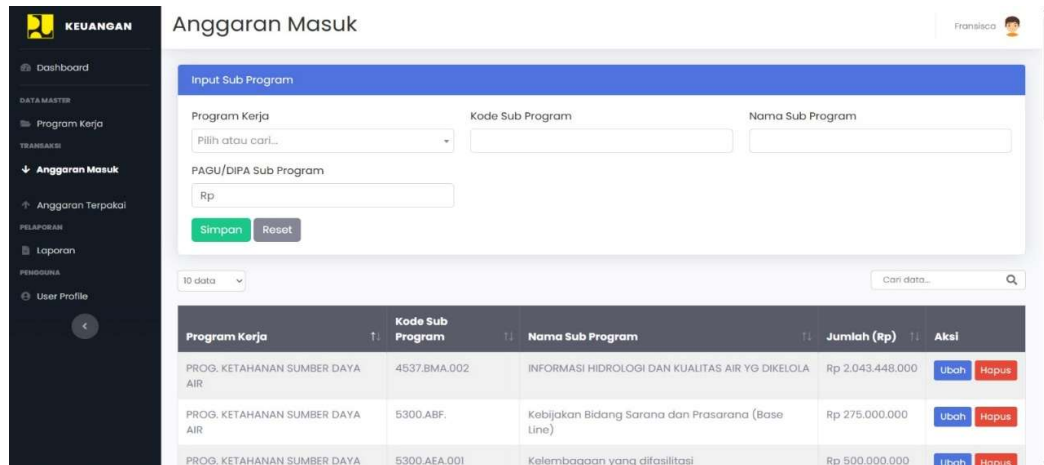 KEUANGAN
Anggaran Masuk
Fransisca
Dashboard
DATA MASTER
Program Kerja
TRANSAKSI
Anggaran Masuk
Anggaran Terpakai
PELAPORAN
Laporan
PENGGUNA
User Profile
Input Sub Program
Program Kerja
Kode Sub Program
Nama Sub Program
Pilih atau cari...
PAGU/DIPA Sub Program
Rp
Simpan Reset
10 data
Cari data...
Program Kerja
Kode Sub
Program
Nama Sub Program
Jumlah (Rp)
Aksi
PROG. KETAHANAN SUMBER DAYA
AIR
4537.BMA.002
INFORMASI HIDROLOGI DAN KUALITAS AIR YG DIKELOLA
Rp 2.043.448.000
Ubah Hapus
PROG. KETAHANAN SUMBER DAYA
AIR
5300.ABF.
Kebijakan Bidang Sarana dan Prasarana (Base
Line)
Rp 275.000.000
Ubah Hapus
PROG. KETAHANAN SUMBER DAYA
5300.AEA.001
Kelembagaan yang difasilitasi
Rp 500.000.000
Ubah Hapus